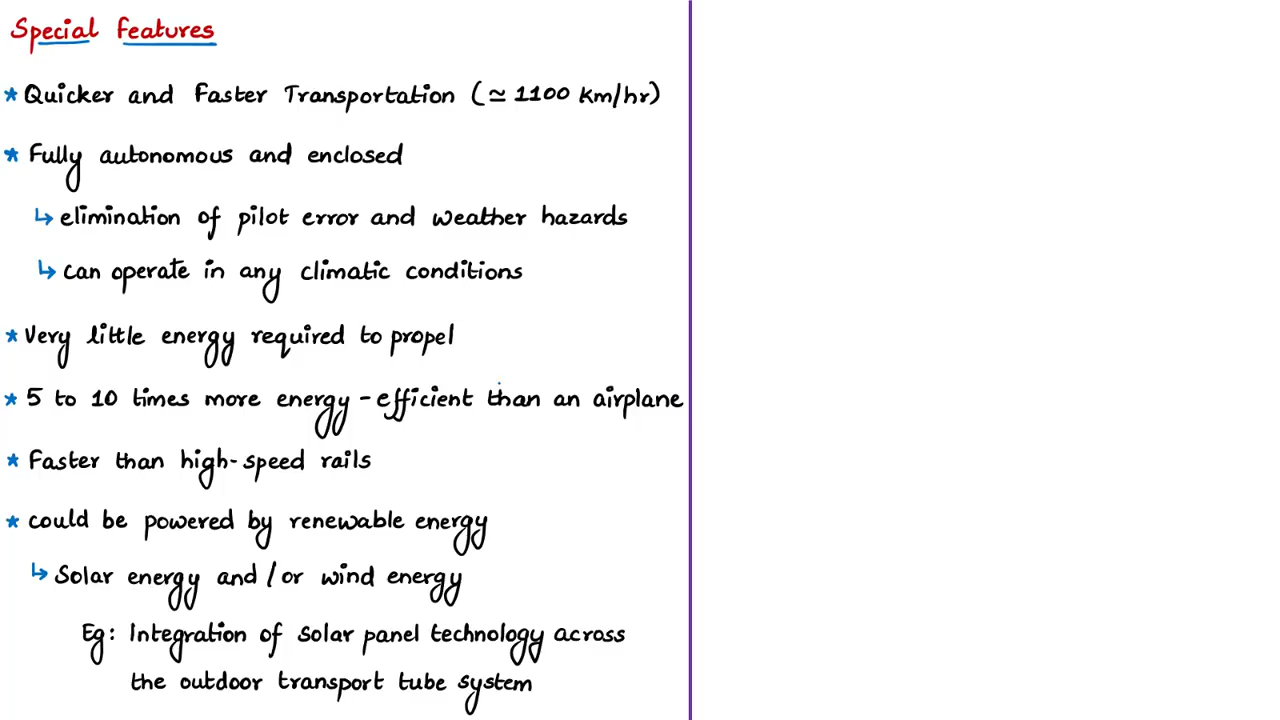 Special features
* Quicker and Faster Transportation (≃ 1100 Km/hr)
* Fully autonomous and enclosed
↳ elimination of pilot error and weather hazards
↳ can operate in any climatic conditions
* Very little energy required to propel
* 5 to 10 times more energy-efficient than an airplane
* Faster than high-speed rails
* could be powered by renewable energy
↳ Solar energy and/or wind energy
Eg: Integration of solar panel technology across
the outdoor transport tube system